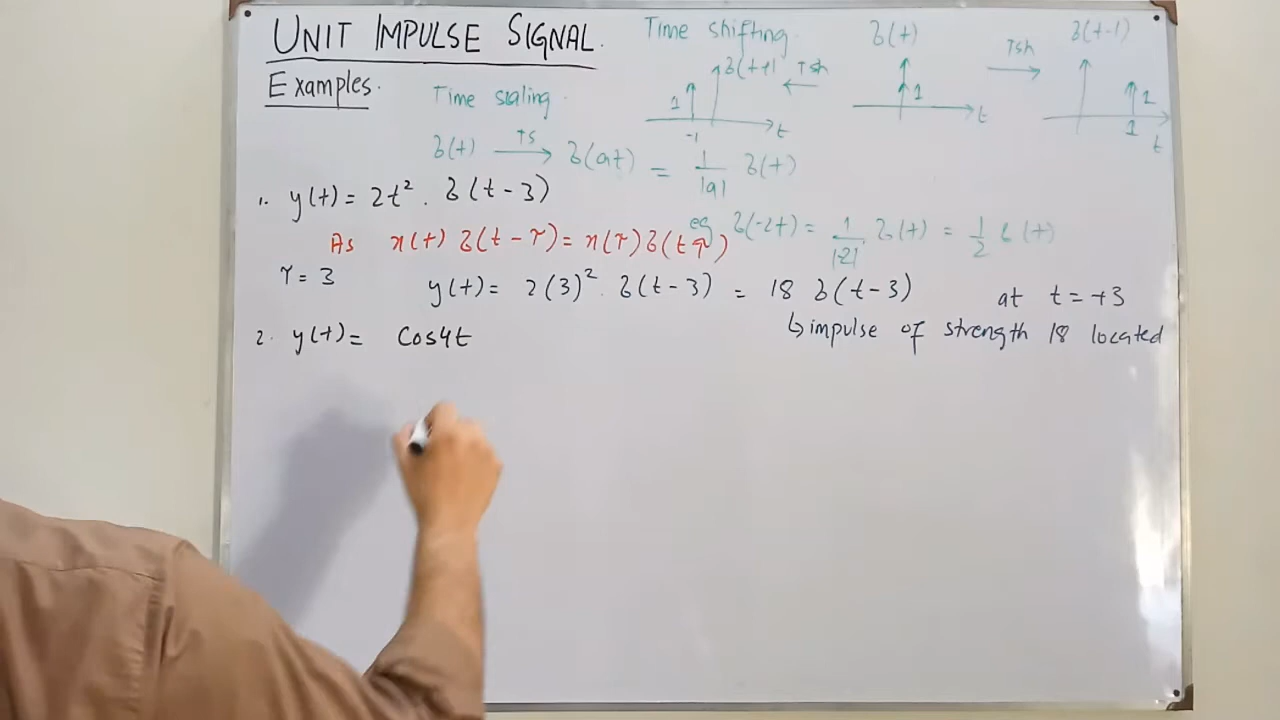 UNIT IMPULSE SIGNAL.
Examples.
Time shifting.
δ(t)
δ(t-1)
δ(t+1)
Tsh
Tsh
1
-1
t
1
t
1
1
t
Time scaling.
δ(t) TS→ δ(at) = 1/|a| δ(t)
1. y(t) = 2t². δ(t-3)
eg δ(-2t) = 1/|-2| δ(t) = 1/2 δ(t)
As x(t) δ(t-τ) = x(τ) δ(t-τ)
τ = 3 y(t) = 2(3)². δ(t-3) = 18 δ(t-3)
at t = +3
↳ impulse of strength 18 located
2. y(t) = Cos4t